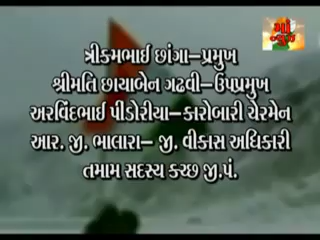 માઁ
ન્યુઝ
ત્રીકમભાઈ છાંગા–પ્રમુખ
શ્રીમતિ છાયાબેન ગઢવી–ઉપપ્રમુખ
અરવિંદભાઈ પીડોરીયા–કારોબારી ચેરમેન
આર. જી. ભાલારા– જી. વીકાસ અધિકારી
તમામ સદસ્ય કચ્છ જી.પં.